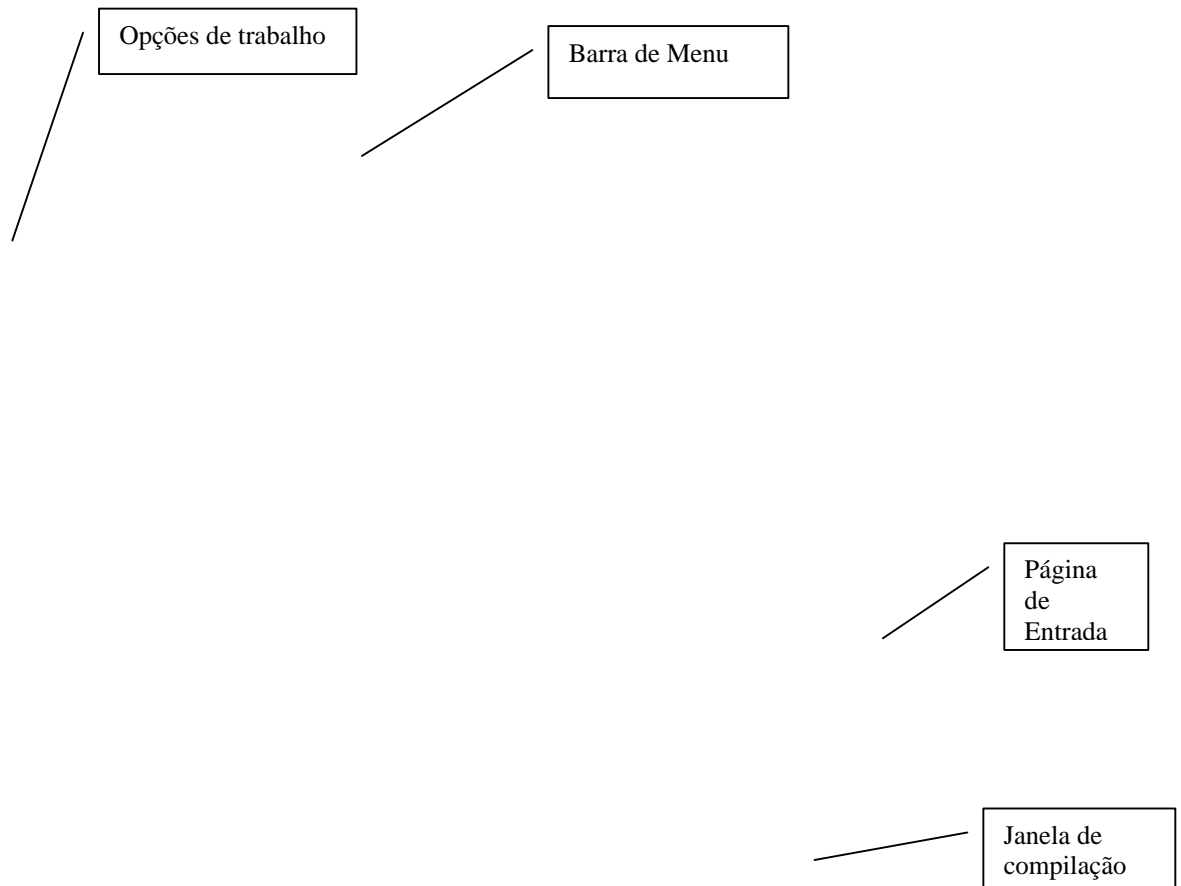 Opções de trabalho
Barra de Menu
Página
de
Entrada
Janela de
compilação